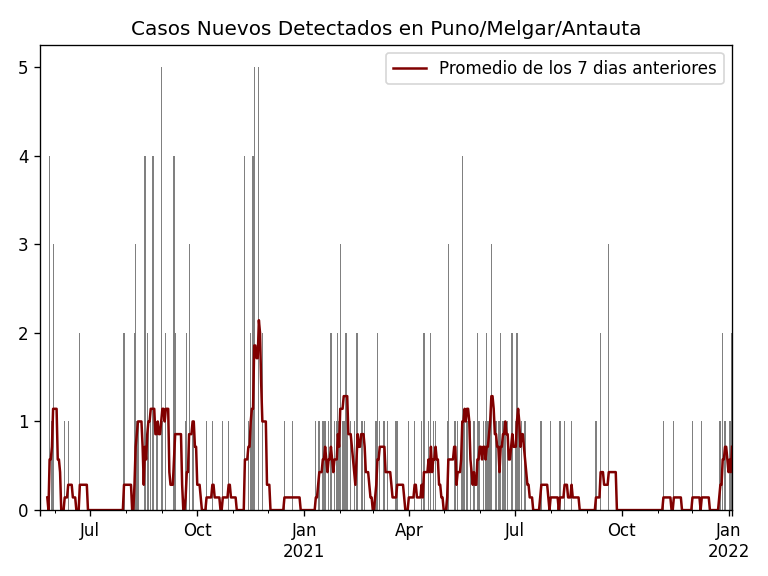 Casos Nuevos Detectados en Puno/Melgar/Antauta
Promedio de los 7 dias anteriores
5
4
3
2
1
0
Jul Oct Jan Apr Jul Oct Jan
2021 2022